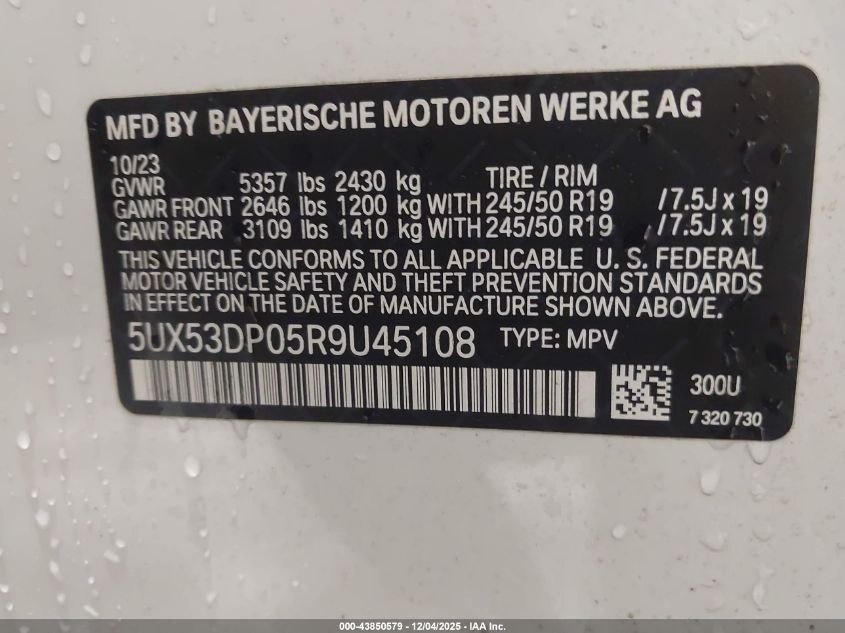 MFD BY BAYERISCHE MOTOREN WERKE AG
10/23
GVWR 5357 lbs 2430 kg TIRE / RIM
GAWR FRONT 2646 lbs 1200 kg WITH 245/50 R19 / 7.5J x 19
GAWR REAR 3109 lbs 1410 kg WITH 245/50 R19 / 7.5J x 19
THIS VEHICLE CONFORMS TO ALL APPLICABLE U. S. FEDERAL
MOTOR VEHICLE SAFETY AND THEFT PREVENTION STANDARDS
IN EFFECT ON THE DATE OF MANUFACTURE SHOWN ABOVE.
5UX53DP05R9U45108 TYPE: MPV
300U
7 320 730
000-43850579 - 12/04/2025 - IAA Inc.